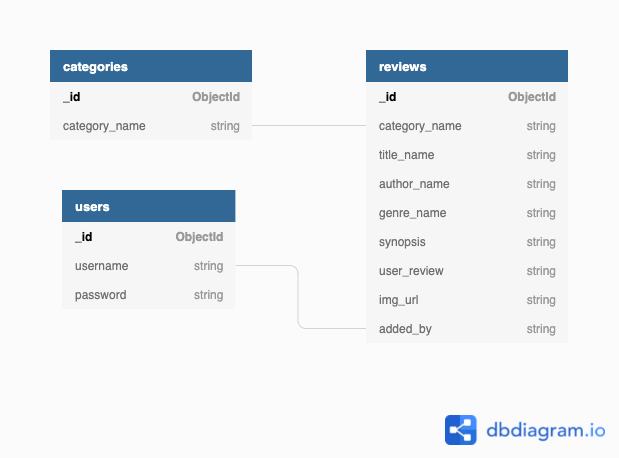 categories
_id ObjectId
category_name string
users
_id ObjectId
username string
password string
reviews
_id ObjectId
category_name string
title_name string
author_name string
genre_name string
synopsis string
user_review string
img_url string
added_by string
dbdiagram.io